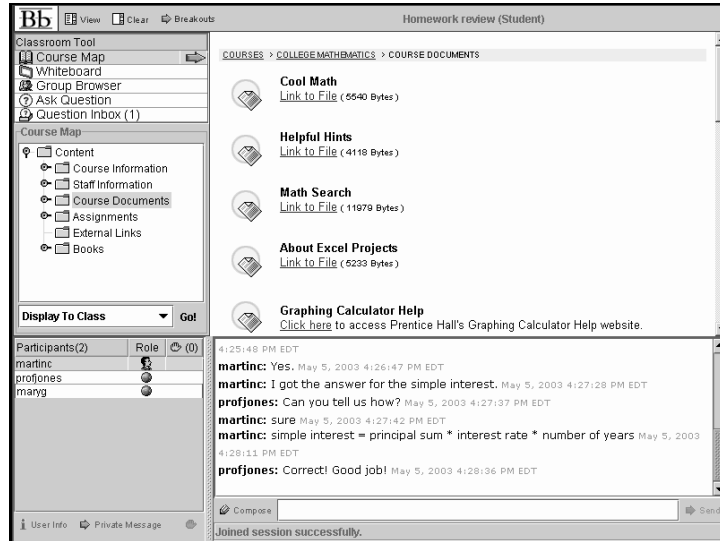 Bb View Clear Breakouts Homework review (Student)
Classroom Tool
Course Map
Whiteboard
Group Browser
Ask Question
Question Inbox (1)
Course Map
Content
Course Information
Staff Information
Course Documents
Assignments
External Links
Books
Display To Class Go!
COURSES > COLLEGE MATHEMATICS > COURSE DOCUMENTS
Cool Math
Link to File ( 5540 Bytes )
Helpful Hints
Link to File ( 4118 Bytes )
Math Search
Link to File ( 11979 Bytes )
About Excel Projects
Link to File ( 5233 Bytes )
Graphing Calculator Help
Click here to access Prentice Hall's Graphing Calculator Help website.
Participants(2) Role (0)
martinc
profjones
maryg
User Info Private Message
4:25:48 PM EDT
martinc: Yes. May 5, 2003 4:26:47 PM EDT
martinc: I got the answer for the simple interest. May 5, 2003 4:27:28 PM EDT
profjones: Can you tell us how? May 5, 2003 4:27:37 PM EDT
martinc: sure May 5, 2003 4:27:42 PM EDT
martinc: simple interest = principal sum * interest rate * number of years May 5, 2003
4:28:11 PM EDT
profjones: Correct! Good job! May 5, 2003 4:28:36 PM EDT
Compose Send
Joined session successfully.